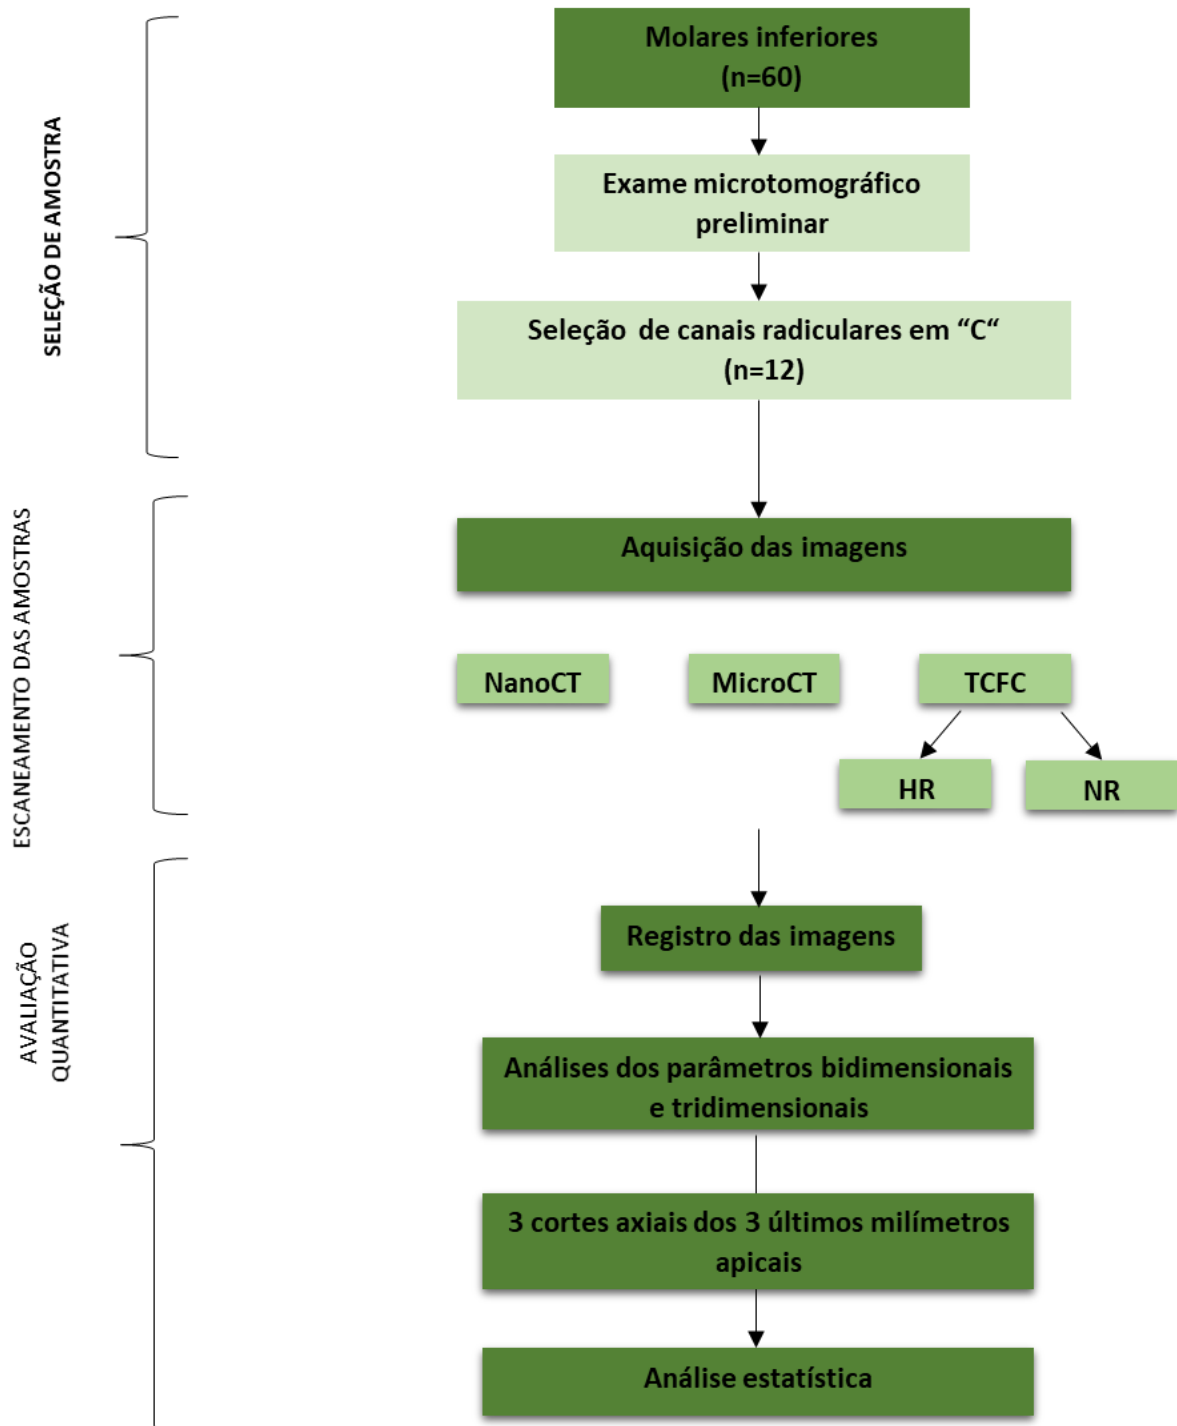 SELEÇÃO DE AMOSTRA
Molares inferiores
(n=60)
Exame microtomográfico
preliminar
Seleção de canais radiculares em “C“
(n=12)
ESCANEAMENTO DAS AMOSTRAS
Aquisição das imagens
NanoCT
MicroCT
TCFC
HR
NR
AVALIAÇÃO
QUANTITATIVA
Registro das imagens
Análises dos parâmetros bidimensionais
e tridimensionais
3 cortes axiais dos 3 últimos milímetros
apicais
Análise estatística